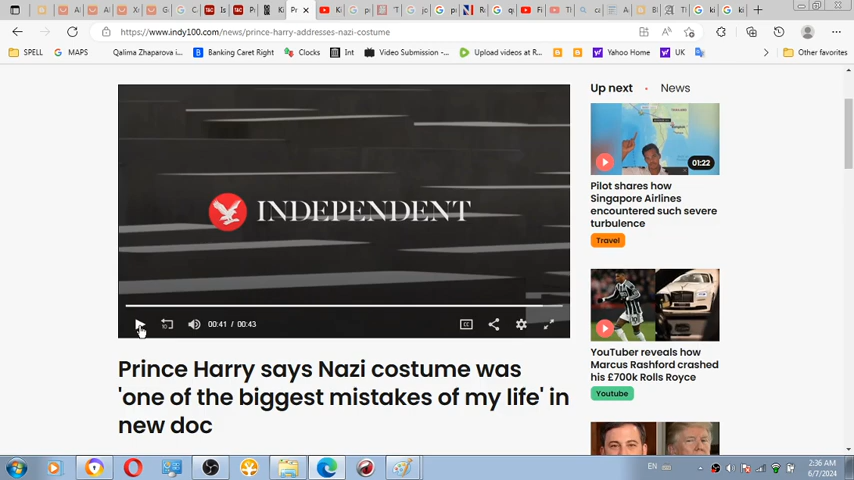 https://www.indy100.com/news/prince-harry-addresses-nazi-costume
SPELL
MAPS
Qalima Zhaparova i...
Banking Caret Right
Clocks
Int
Video Submission -...
Upload videos at R...
Yahoo Home
UK
Other favorites
INDEPENDENT
00:41 / 00:43
CC
Prince Harry says Nazi costume was
'one of the biggest mistakes of my life' in
new doc
Up next • News
01:22
Pilot shares how
Singapore Airlines
encountered such severe
turbulence
Travel
YouTuber reveals how
Marcus Rashford crashed
his £700k Rolls Royce
Youtube
EN
2:36 AM
6/7/2024